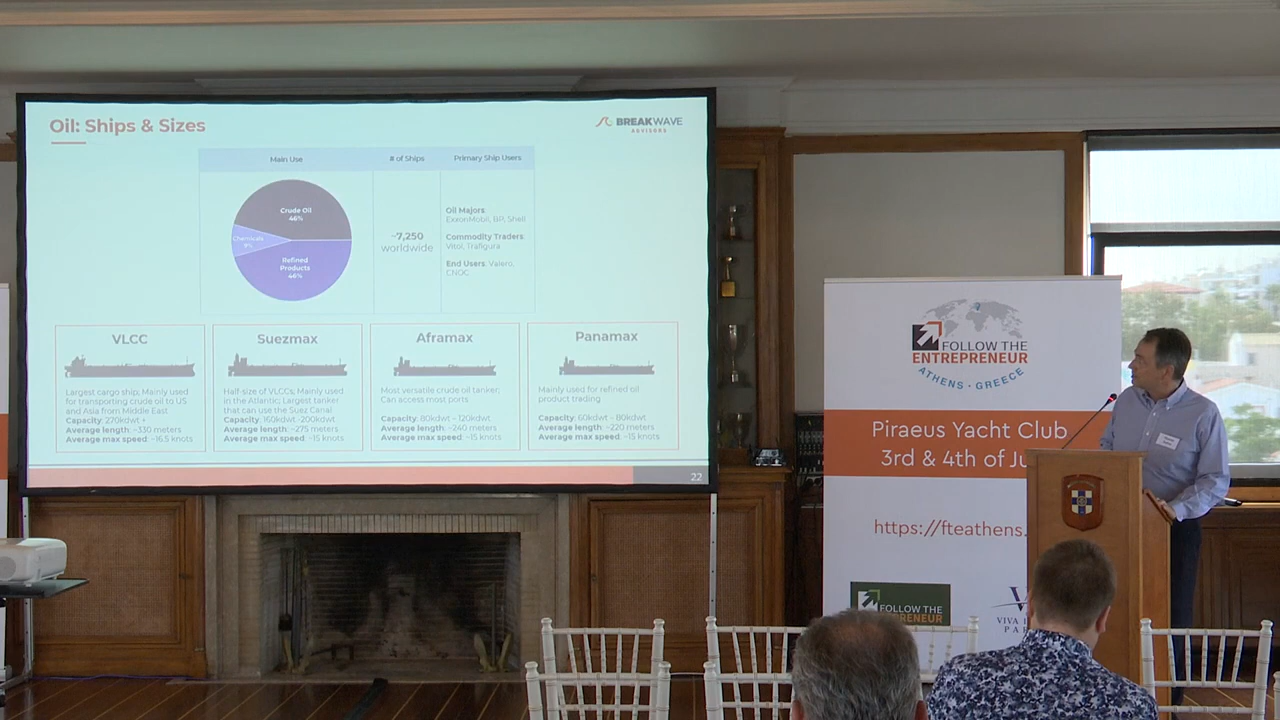 Oil: Ships & Sizes
BREAKWAVE
ADVISORS
Main Use
# of Ships
Primary Ship Users
Crude Oil
46%
Chemicals
8%
Refined
Products
46%
~7,250
worldwide
Oil Majors:
ExxonMobil, BP, Shell
Commodity Traders:
Vitol, Trafigura
End Users: Valero,
CNOC
VLCC
Largest cargo ship; Mainly used
for transporting crude oil to US
and Asia from Middle East
Capacity: 270kdwt +
Average length: ~330 meters
Average max speed: ~16.5 knots
Suezmax
Half-size of VLCCs; Mainly used
in the Atlantic; Largest tanker
that can use the Suez Canal
Capacity: 160kdwt-200kdwt
Average length: ~275 meters
Average max speed: ~15 knots
Aframax
Most versatile crude oil tanker;
Can access most ports
Capacity: 80kdwt – 120kdwt
Average length: ~240 meters
Average max speed: ~15 knots
Panamax
Mainly used for refined oil
product trading
Capacity: 60kdwt – 80kdwt
Average length: ~220 meters
Average max speed: ~15 knots
22
FOLLOW THE
ENTREPRENEUR
ATHENS · GREECE
Piraeus Yacht Club
3rd & 4th of Ju
https://fteathens.
FOLLOW THE
ENTREPRENEUR
VIVA
PA